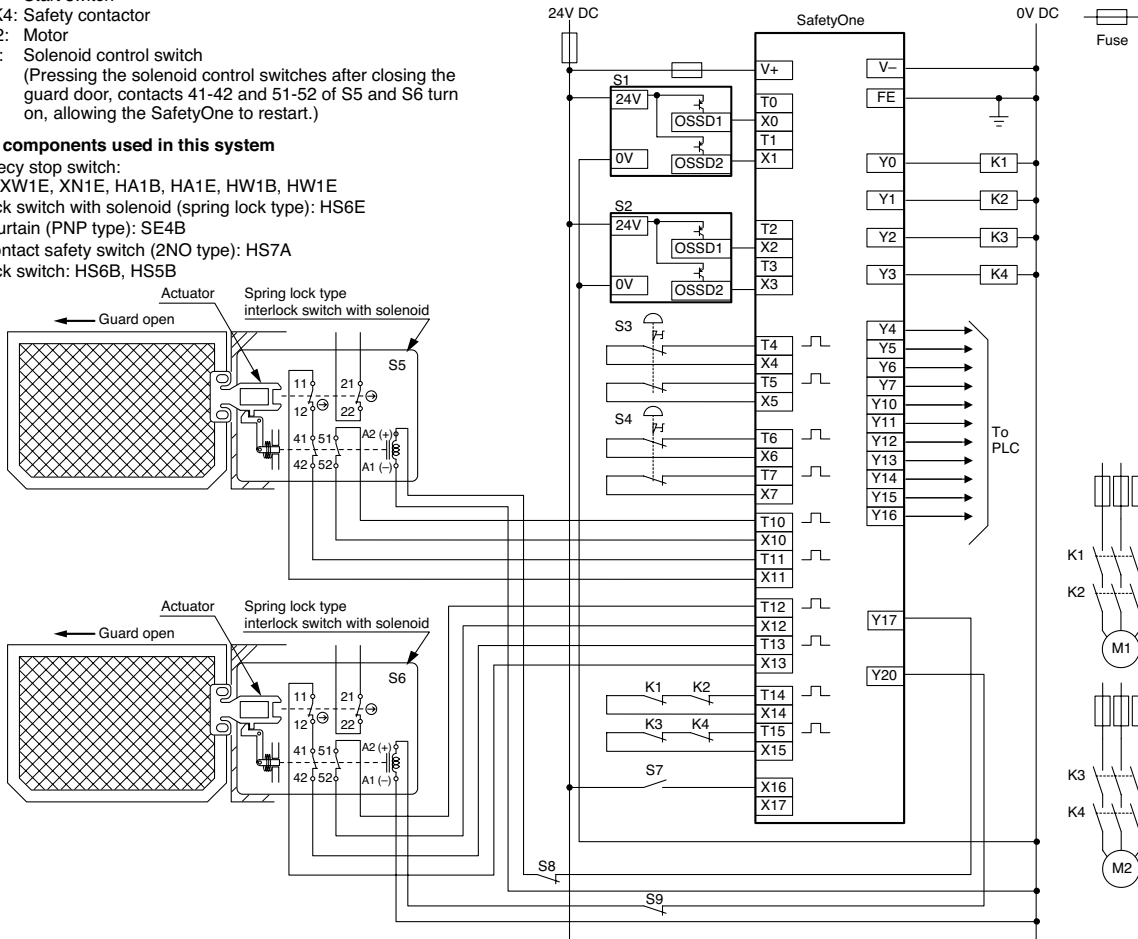 Start switch
K4: Safety contactor
2: Motor
: Solenoid control switch
(Pressing the solenoid control switches after closing the
guard door, contacts 41-42 and 51-52 of S5 and S6 turn
on, allowing the SafetyOne to restart.)
components used in this system
ecy stop switch:
XW1E, XN1E, HA1B, HA1E, HW1B, HW1E
ck switch with solenoid (spring lock type): HS6E
urtain (PNP type): SE4B
ontact safety switch (2NO type): HS7A
ck switch: HS6B, HS5B
Actuator
Spring lock type
interlock switch with solenoid
Guard open
S5
11
21
12
22
41
51
A2 (+)
42
52
A1 (–)
Actuator
Spring lock type
interlock switch with solenoid
Guard open
S6
11
21
12
22
41
51
A2 (+)
42
52
A1 (–)
24V DC
SafetyOne
0V DC
Fuse
S1
24V
OSSD1
0V
OSSD2
S2
24V
OSSD1
0V
OSSD2
S3
S4
K1
K2
K3
K4
S7
S8
S9
V+
T0
X0
T1
X1
T2
X2
T3
X3
T4
X4
T5
X5
T6
X6
T7
X7
T10
X10
T11
X11
T12
X12
T13
X13
T14
X14
T15
X15
X16
X17
V–
FE
Y0
K1
Y1
K2
Y2
K3
Y3
K4
Y4
Y5
Y6
Y7
Y10
Y11
Y12
Y13
Y14
Y15
Y16
To
PLC
Y17
Y20
K1
K2
M1
K3
K4
M2